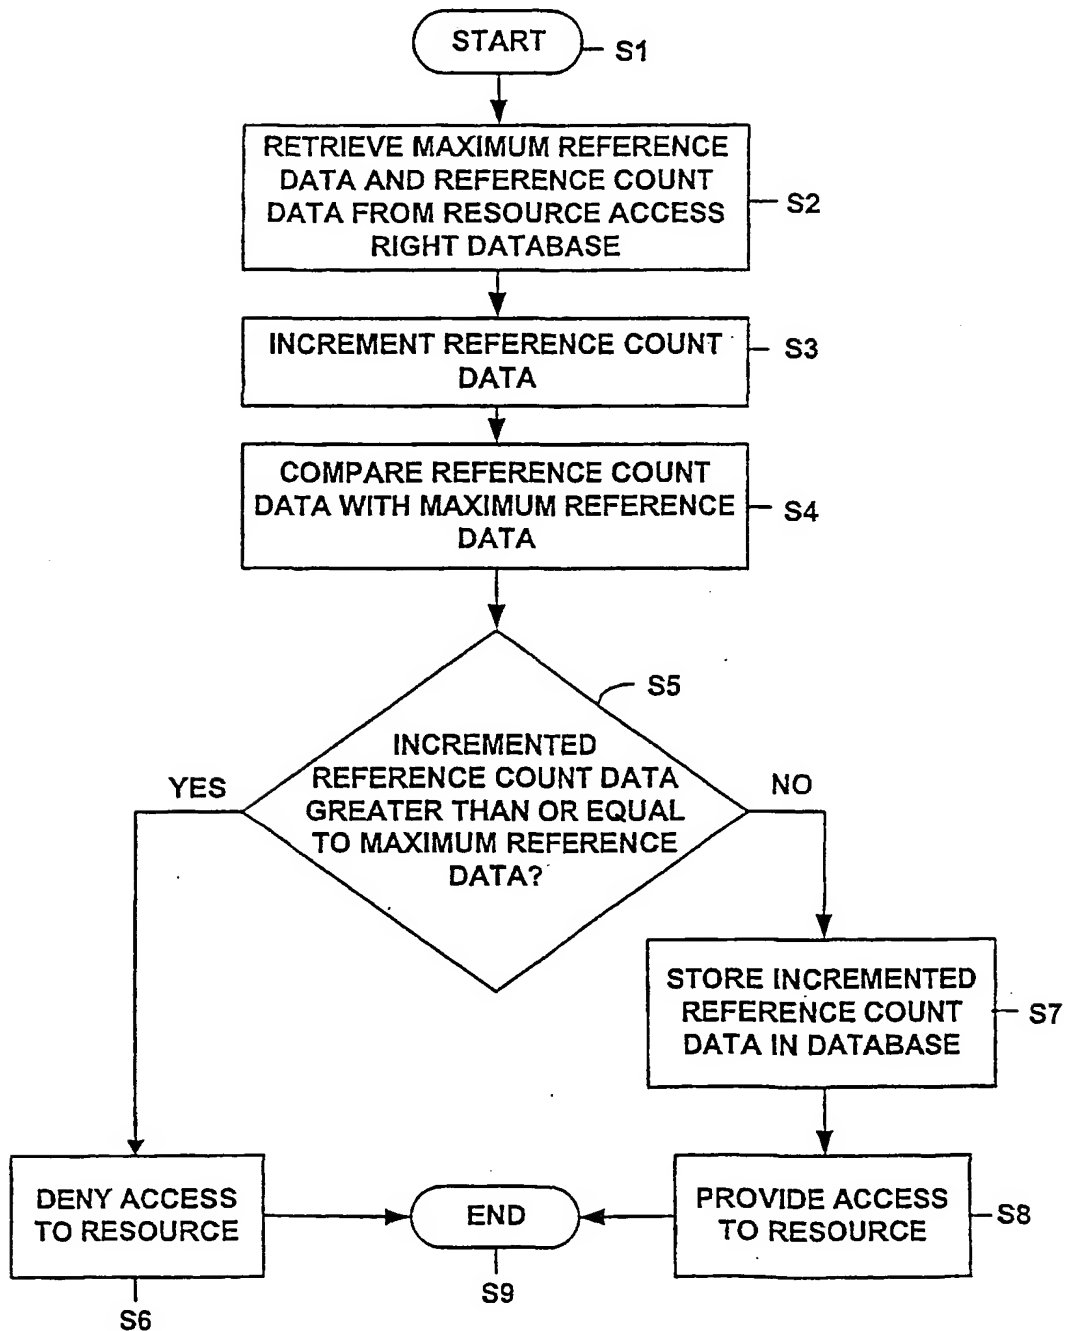 START
S1
RETRIEVE MAXIMUM REFERENCE
DATA AND REFERENCE COUNT
DATA FROM RESOURCE ACCESS
RIGHT DATABASE
S2
INCREMENT REFERENCE COUNT
DATA
S3
COMPARE REFERENCE COUNT
DATA WITH MAXIMUM REFERENCE
DATA
S4
S5
INCREMENTED
REFERENCE COUNT DATA
GREATER THAN OR EQUAL
TO MAXIMUM REFERENCE
DATA?
YES
NO
STORE INCREMENTED
REFERENCE COUNT
DATA IN DATABASE
S7
DENY ACCESS
TO RESOURCE
S6
END
S9
PROVIDE ACCESS
TO RESOURCE
S8